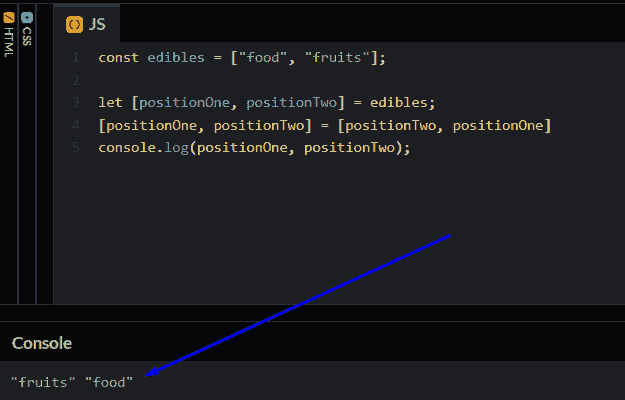 HTML
CSS
JS
1 const edibles = ["food", "fruits"];
2
3 let [positionOne, positionTwo] = edibles;
4 [positionOne, positionTwo] = [positionTwo, positionOne]
5 console.log(positionOne, positionTwo);
Console
"fruits" "food"